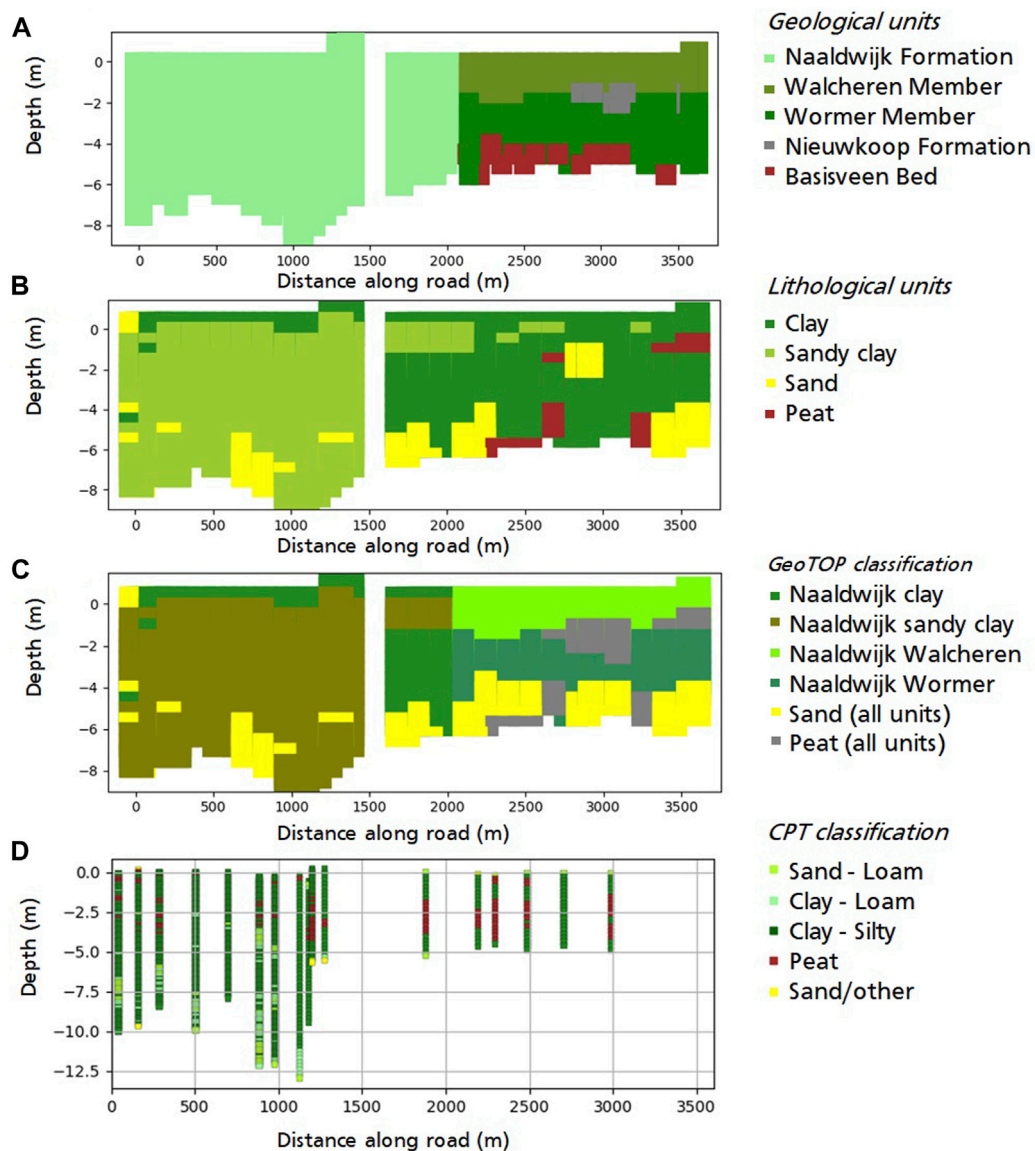 A
Depth (m)
0
−2
−4
−6
−8
0 500 1000 1500 2000 2500 3000 3500
Distance along road (m)
Geological units
Naaldwijk Formation
Walcheren Member
Wormer Member
Nieuwkoop Formation
Basisveen Bed
B
Depth (m)
0
−2
−4
−6
−8
0 500 1000 1500 2000 2500 3000 3500
Distance along road (m)
Lithological units
Clay
Sandy clay
Sand
Peat
C
Depth (m)
0
−2
−4
−6
−8
0 500 1000 1500 2000 2500 3000 3500
Distance along road (m)
GeoTOP classification
Naaldwijk clay
Naaldwijk sandy clay
Naaldwijk Walcheren
Naaldwijk Wormer
Sand (all units)
Peat (all units)
D
Depth (m)
0.0
−2.5
−5.0
−7.5
−10.0
−12.5
0 500 1000 1500 2000 2500 3000 3500
Distance along road (m)
CPT classification
Sand - Loam
Clay - Loam
Clay - Silty
Peat
Sand/other